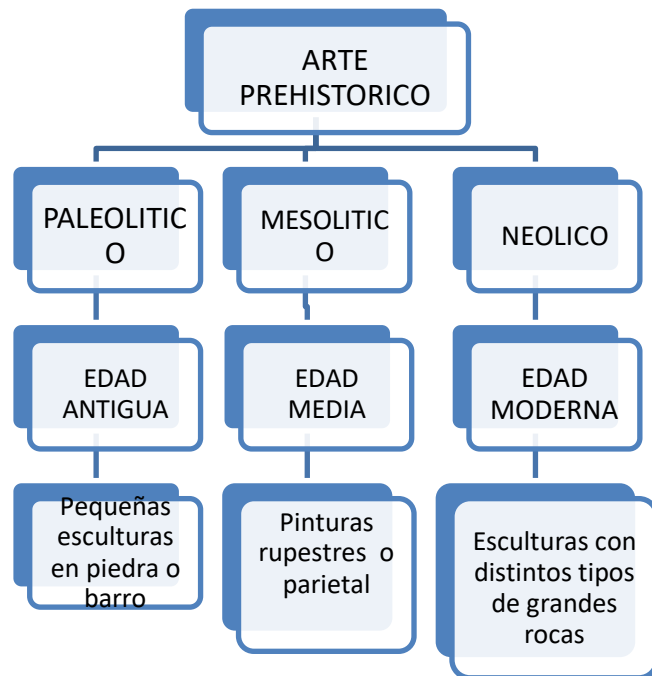 ARTE
PREHISTORICO
PALEOLITIC
O
MESOLITIC
O
NEOLICO
EDAD
ANTIGUA
EDAD
MEDIA
EDAD
MODERNA
Pequeñas
esculturas
en piedra o
barro
Pinturas
rupestres o
parietal
Esculturas con
distintos tipos
de grandes
rocas